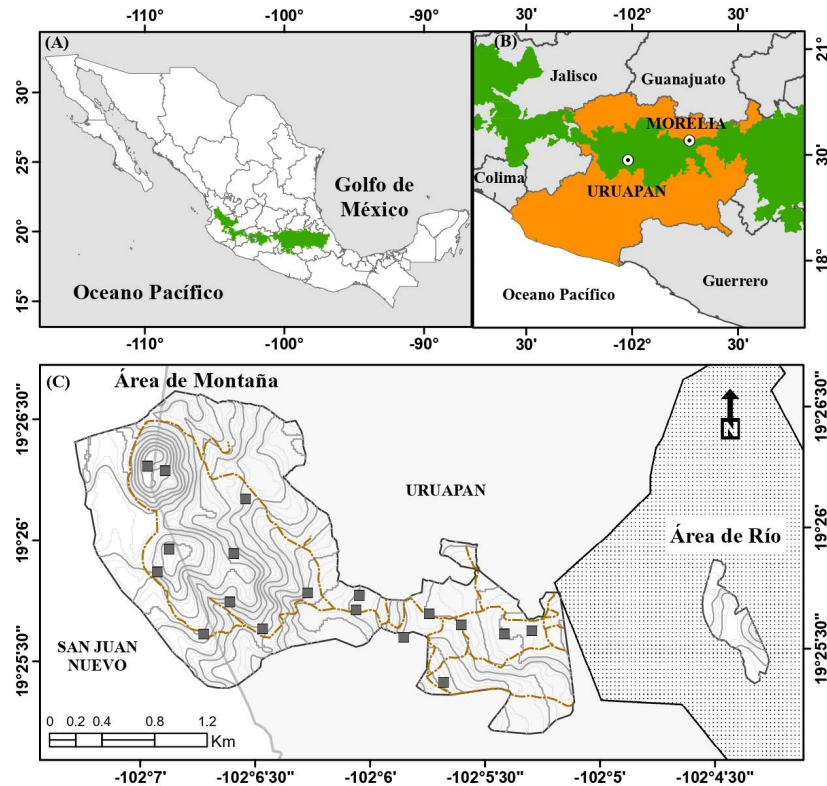 -110° -100° -90°
30' -102° 30'
(A)
(B)
21°
30°
30°
25°
20°
18°
15°
Jalisco
Guanajuato
MORELIA
Colima
URUAPAN
Guerrero
Oceano Pacífico
Golfo de
México
Oceano Pacífico
-110° -100° -90°
30' -102° 30'
(C)
Área de Montaña
19°26'30''
19°26'30''
N
URUAPAN
Área de Río
19°26'
19°26'
SAN JUAN
NUEVO
19°25'30''
19°25'30''
0 0.2 0.4 0.8 1.2
Km
-102°7' -102°6'30'' -102°6' -102°5'30'' -102°5' -102°4'30''